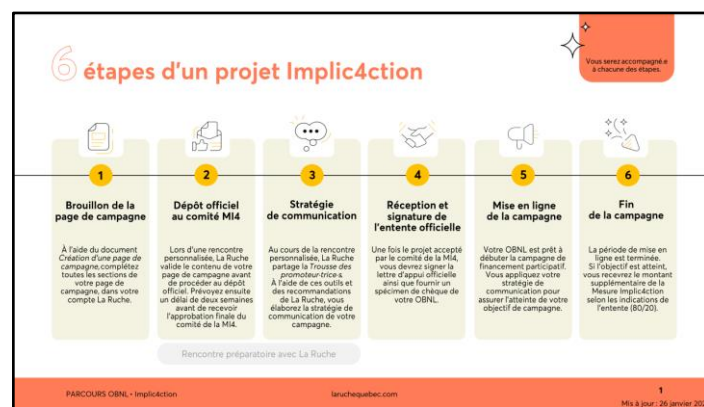 6 étapes d'un projet Implic4ction
Vous serez accompagné.e
à chacune des étapes.
1
Brouillon de la
page de campagne
À l'aide du document
Création d'une page de
campagne,complétez
toutes les sections de
votre page de
campagne, dans votre
compte La Ruche.
2
Dépôt officiel
au comité MI4
Lors d'une rencontre
personnalisée, La Ruche
valide le contenu de votre
page de campagne avant
de procéder au dépôt
officiel. Prévoyez ensuite
un délai de deux semaines
avant de recevoir
l'approbation finale du
comité de la MI4.
3
Stratégie
de communication
Au cours de la rencontre
personnalisée, La Ruche
partage la Trousse des
promoteur·trice·s.
À l'aide de ces outils et
des recommandations
de La Ruche, vous
élaborez la stratégie de
communication de votre
campagne.
4
Réception et
signature de
l'entente officielle
Une fois le projet accepté
par le comité de la MI4,
vous devrez signer la
lettre d'appui officielle
ainsi que fournir un
spécimen de chèque de
votre OBNL.
5
Mise en ligne
de la campagne
Votre OBNL est prêt à
débuter la campagne de
financement participatif.
Vous appliquez votre
stratégie de
communication pour
assurer l'atteinte de votre
objectif de campagne.
6
Fin
de la campagne
La période de mise en
ligne est terminée.
Si l'objectif est atteint,
vous recevrez le montant
supplémentaire de la
Mesure Implic4ction
selon les indications de
l'entente (80/20).
Rencontre préparatoire avec La Ruche
PARCOURS OBNL • Implic4ction
laruchequebec.com
1
Mis à jour : 26 janvier 202